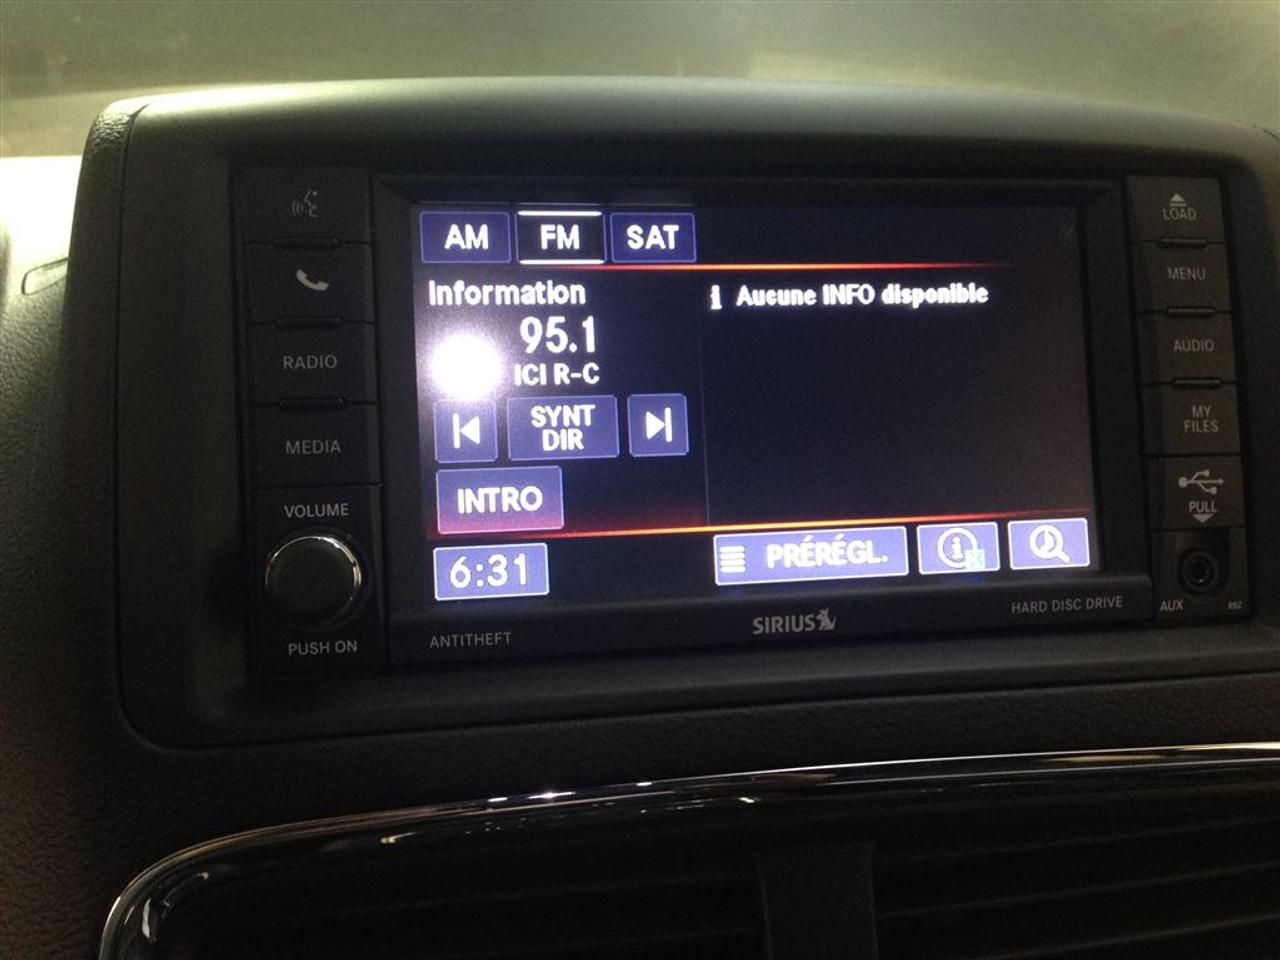 AM FM SAT
Information
95.1
ICI R-C
SYNT
DIR
INTRO
6:31
i Aucune INFO disponible
PRÉRÉGL.
i
RADIO
MEDIA
VOLUME
PUSH ON
ANTITHEFT
SIRIUS
HARD DISC DRIVE
LOAD
MENU
AUDIO
MY
FILES
PULL
AUX
RBZ